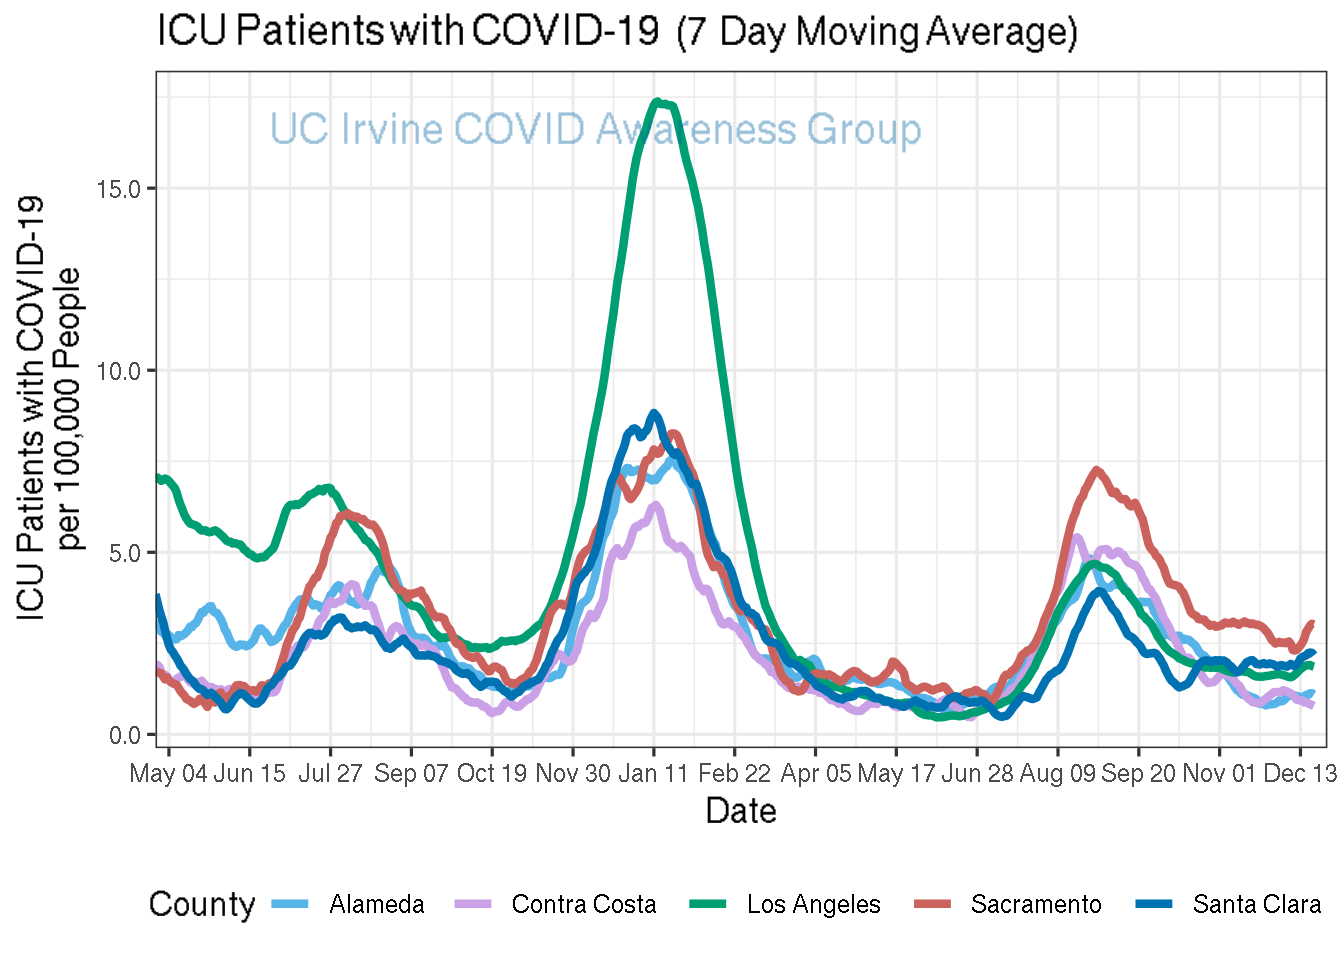 ICU Patients with COVID-19 (7 Day Moving Average)
UC Irvine COVID Awareness Group
ICU Patients with COVID-19
per 100,000 People
15.0
10.0
5.0
0.0
May 04 Jun 15 Jul 27 Sep 07 Oct 19 Nov 30 Jan 11 Feb 22 Apr 05 May 17 Jun 28 Aug 09 Sep 20 Nov 01 Dec 13
Date
County Alameda Contra Costa Los Angeles Sacramento Santa Clara